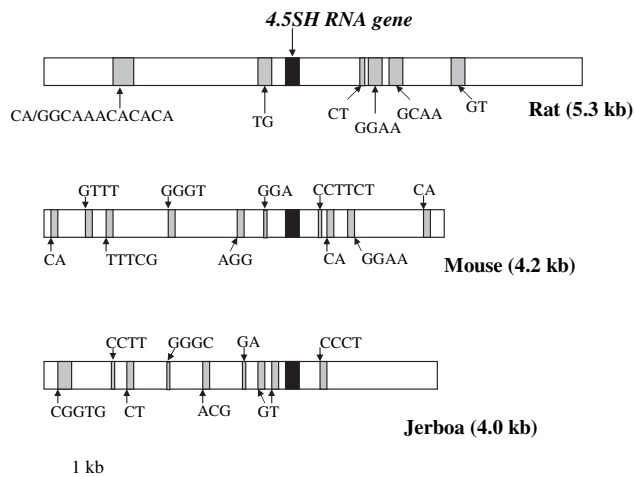 4.5SH RNA gene
CA/GGCAAACACACA
TG
CT
GGAA
GCAA
GT
Rat (5.3 kb)
GTTT
GGGT
GGA
CCTTCT
CA
CA
TTTCG
AGG
CA
GGAA
Mouse (4.2 kb)
CCTT
GGGC
GA
CCCT
CGGTG
CT
ACG
GT
Jerboa (4.0 kb)
1 kb